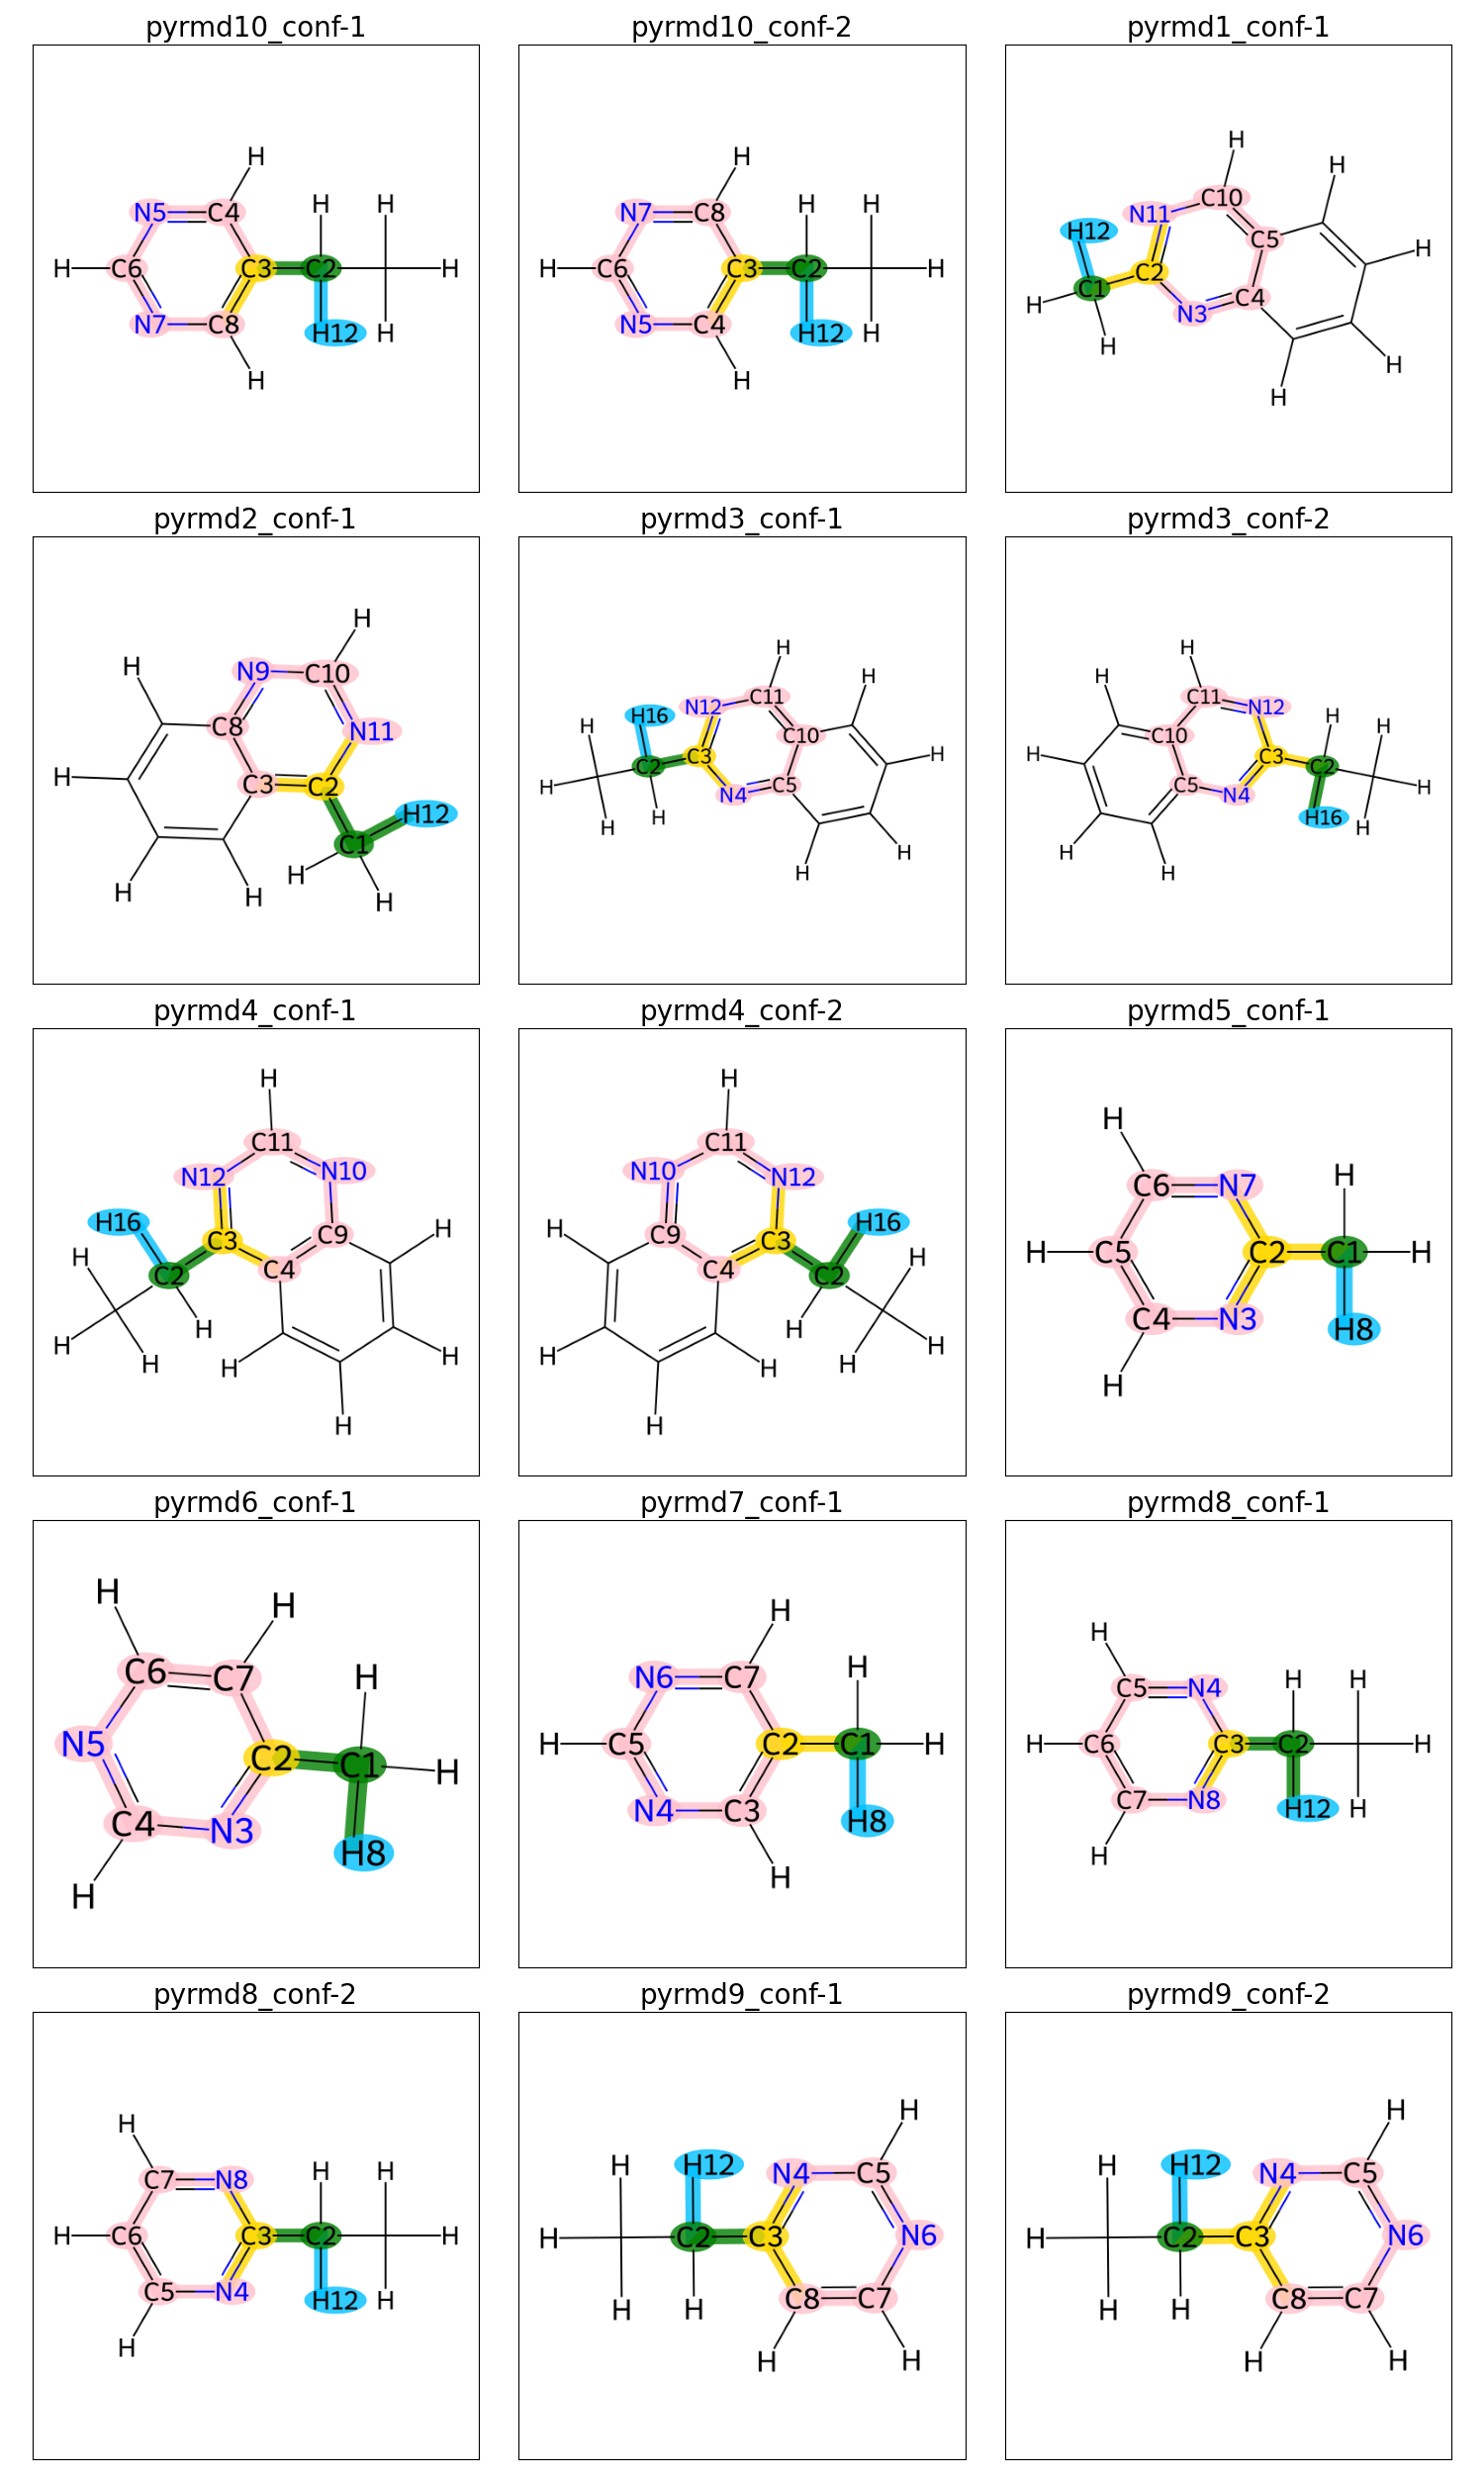 pyrmd10_conf-1
H
N5 C4 H H
H C6 C3 C2 H
N7 C8 H12 H
H
pyrmd10_conf-2
H
N7 C8 H H
H C6 C3 C2 H
N5 C4 H12 H
H
pyrmd1_conf-1
H H
N11 C10
H12 C5 H
C2
C1 C4
H N3
H H
H
pyrmd2_conf-1
H
H N9 C10
C8 N11
H C3 C2
H12
C1
H H H H
pyrmd3_conf-1
H H
N12 C11
H H16 C10
C2 C3 H
H N4 C5
H H
H H
pyrmd3_conf-2
H H
C11 N12 H H
C10
H C3 C2
C5 N4 H
H16 H
H H
pyrmd4_conf-1
H
C11
N12 N10
H16 H
H C3 C9
C2 C4
H H
H H H H
H
pyrmd4_conf-2
H
C11
N10 N12
H H16
C9 C3 H
C4 C2
H H
H H H
H
pyrmd5_conf-1
H
C6 N7 H
H C5 C2 C1 H
C4 N3 H8
H
pyrmd6_conf-1
H H
C6 C7 H
N5 C2 C1 H
C4 N3 H8
H
pyrmd7_conf-1
H
N6 C7 H
H C5 C2 C1 H
N4 C3 H8
H
pyrmd8_conf-1
H
C5 N4 H H
H C6 C3 C2 H
C7 N8 H12 H
H
pyrmd8_conf-2
H
C7 N8 H H
H C6 C3 C2 H
C5 N4 H12 H
H
pyrmd9_conf-1
H
H H12 N4 C5
H C2 C3 N6
H H C8 C7
H H
pyrmd9_conf-2
H
H H12 N4 C5
H C2 C3 N6
H H C8 C7
H H